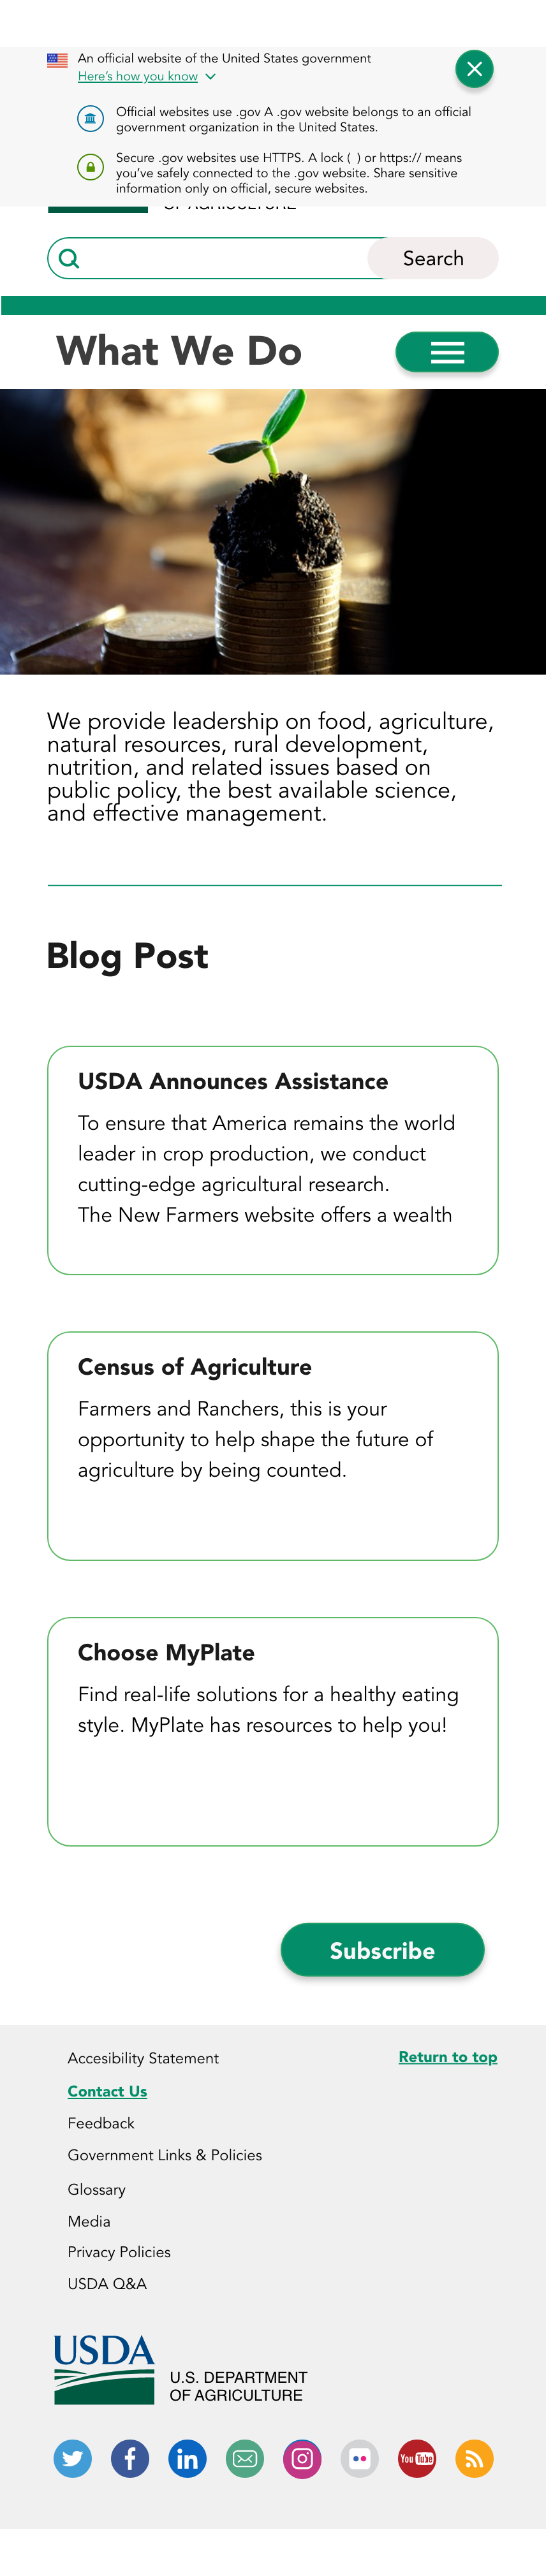 An official website of the United States government
Here's how you know
Official websites use .gov A .gov website belongs to an official
government organization in the United States.
Secure .gov websites use HTTPS. A lock ( ) or https:// means
you've safely connected to the .gov website. Share sensitive
information only on official, secure websites.
OF AGRICULTURE
Search
What We Do
We provide leadership on food, agriculture,
natural resources, rural development,
nutrition, and related issues based on
public policy, the best available science,
and effective management.
Blog Post
USDA Announces Assistance
To ensure that America remains the world
leader in crop production, we conduct
cutting-edge agricultural research.
The New Farmers website offers a wealth
Census of Agriculture
Farmers and Ranchers, this is your
opportunity to help shape the future of
agriculture by being counted.
Choose MyPlate
Find real-life solutions for a healthy eating
style. MyPlate has resources to help you!
Subscribe
Accesibility Statement
Return to top
Contact Us
Feedback
Government Links & Policies
Glossary
Media
Privacy Policies
USDA Q&A
USDA
U.S. DEPARTMENT
OF AGRICULTURE
f
in
You Tube